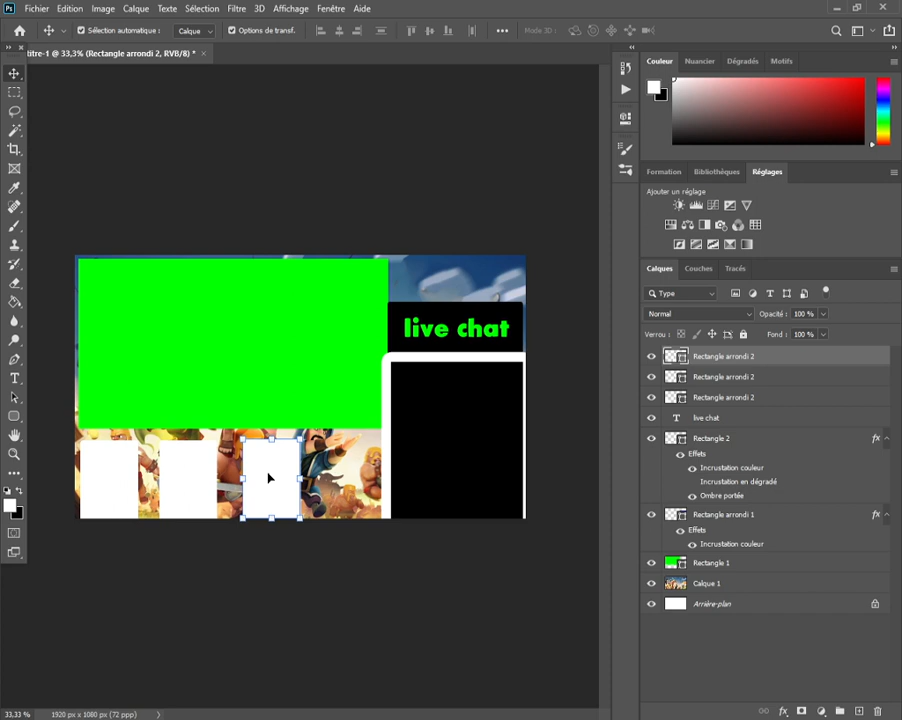 Ps Fichier Edition Image Calque Texte Sélection Filtre 3D Affichage Fenêtre Aide
Sélection automatique : Calque Options de transf. Mode 3D :
titre-1 @ 33,3% (Rectangle arrondi 2, RVB/8) *
Couleur Nuancier Dégradés Motifs
Formation Bibliothèques Réglages
Ajouter un réglage
Calques Couches Tracés
Type
Normal Opacité : 100 %
Verrou : Fond : 100 %
Rectangle arrondi 2
Rectangle arrondi 2
Rectangle arrondi 2
T live chat
Rectangle 2 fx
Effets
Incrustation couleur
Incrustation en dégradé
Ombre portée
Rectangle arrondi 1 fx
Effets
Incrustation couleur
Rectangle 1
Calque 1
Arrière-plan
live chat
33,33 % 1920 px x 1080 px (72 ppp)